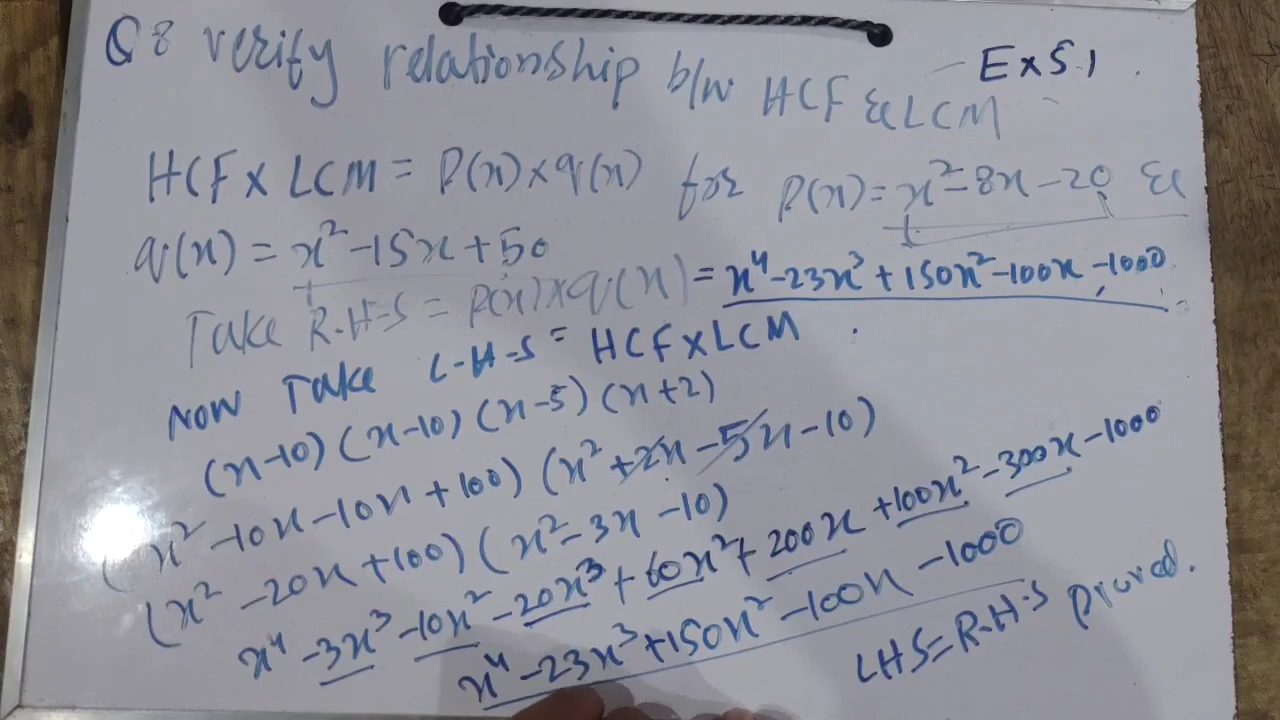 Q8 verify relationship b/w HCF & LCM
Ex 5.1
HCF x LCM = P(x) x q(x) for P(x) = x²-8x-20 &
q(x) = x²-15x+50
Take R.H.S = P(x) x q(x) = x⁴-23x³+150x²-100x-1000
Now Take L-H-S = HCF x LCM
(x-10)(x-10)(x-5)(x+2)
(x²-10x-10x+100)(x²+2x-5x-10)
(x²-20x+100)(x²-3x-10)
x⁴-3x³-10x²-20x³+60x²+200x+100x²-300x-1000
x⁴-23x³+150x²-100x-1000
LHS=R.H.S proved.